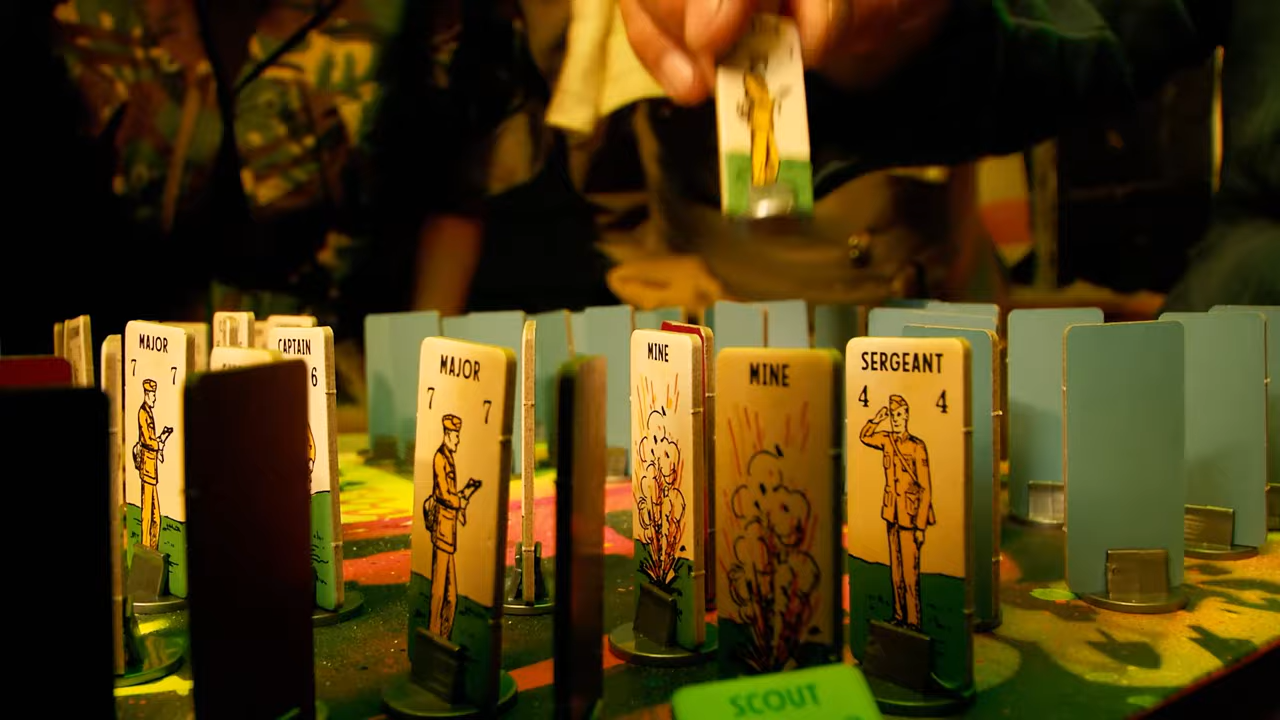 MAJOR
7 7
CAPTAIN
6
MAJOR
7 7
MINE
MINE
SERGEANT
4 4
SCOUT